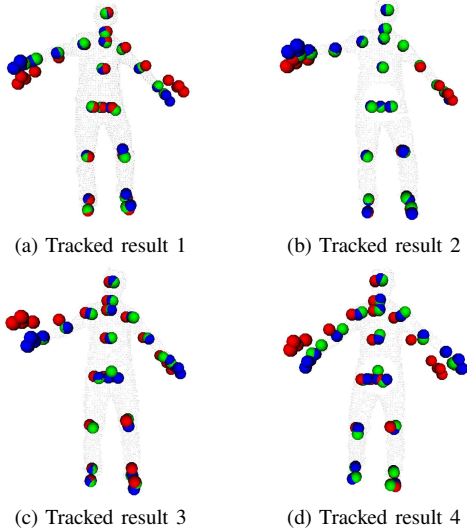 (a) Tracked result 1
(b) Tracked result 2
(c) Tracked result 3
(d) Tracked result 4